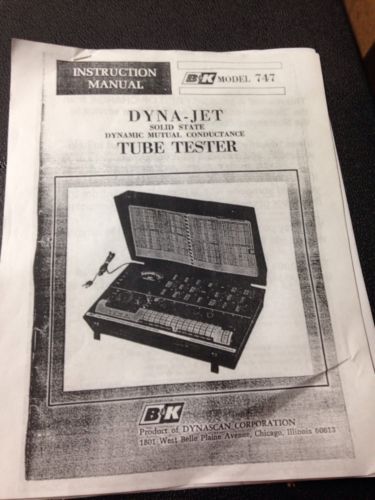 INSTRUCTION
MANUAL
B&K MODEL 747
DYNA-JET
SOLID STATE
DYNAMIC MUTUAL CONDUCTANCE
TUBE TESTER
B&K
Product of DYNASCAN CORPORATION
1801 West Belle Plaine Avenue, Chicago, Illinois 60613